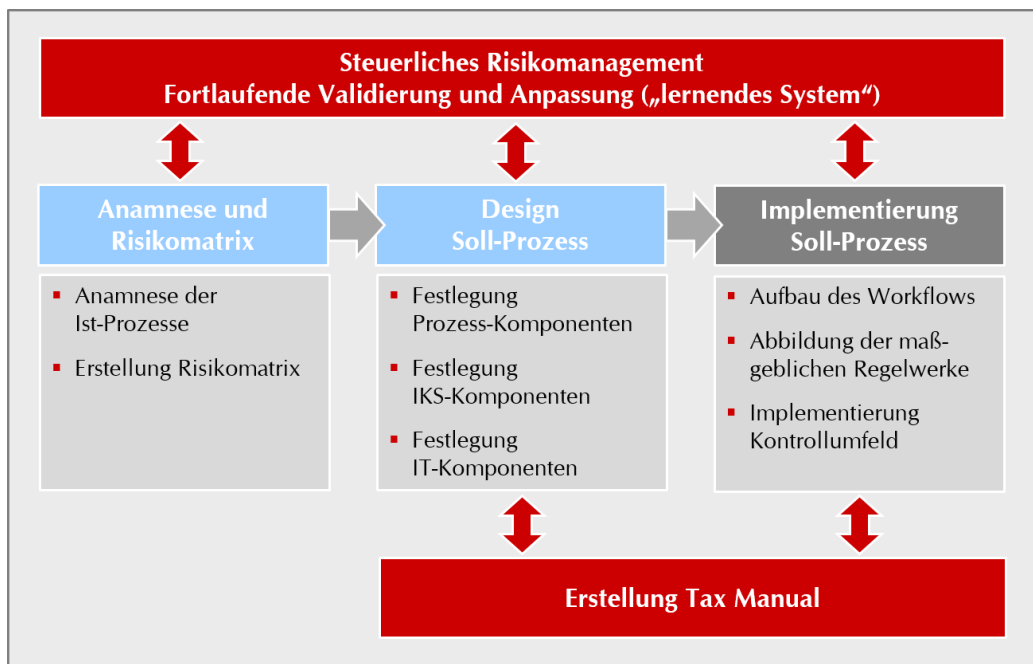 Steuerliches Risikomanagement
Fortlaufende Validierung und Anpassung („lernendes System“)
Anamnese und
Risikomatrix
Design
Soll-Prozess
Implementierung
Soll-Prozess
▪ Anamnese der
Ist-Prozesse
▪ Erstellung Risikomatrix
▪ Festlegung
Prozess-Komponenten
▪ Festlegung
IKS-Komponenten
▪ Festlegung
IT-Komponenten
▪ Aufbau des Workflows
▪ Abbildung der maß-
geblichen Regelwerke
▪ Implementierung
Kontrollumfeld
Erstellung Tax Manual